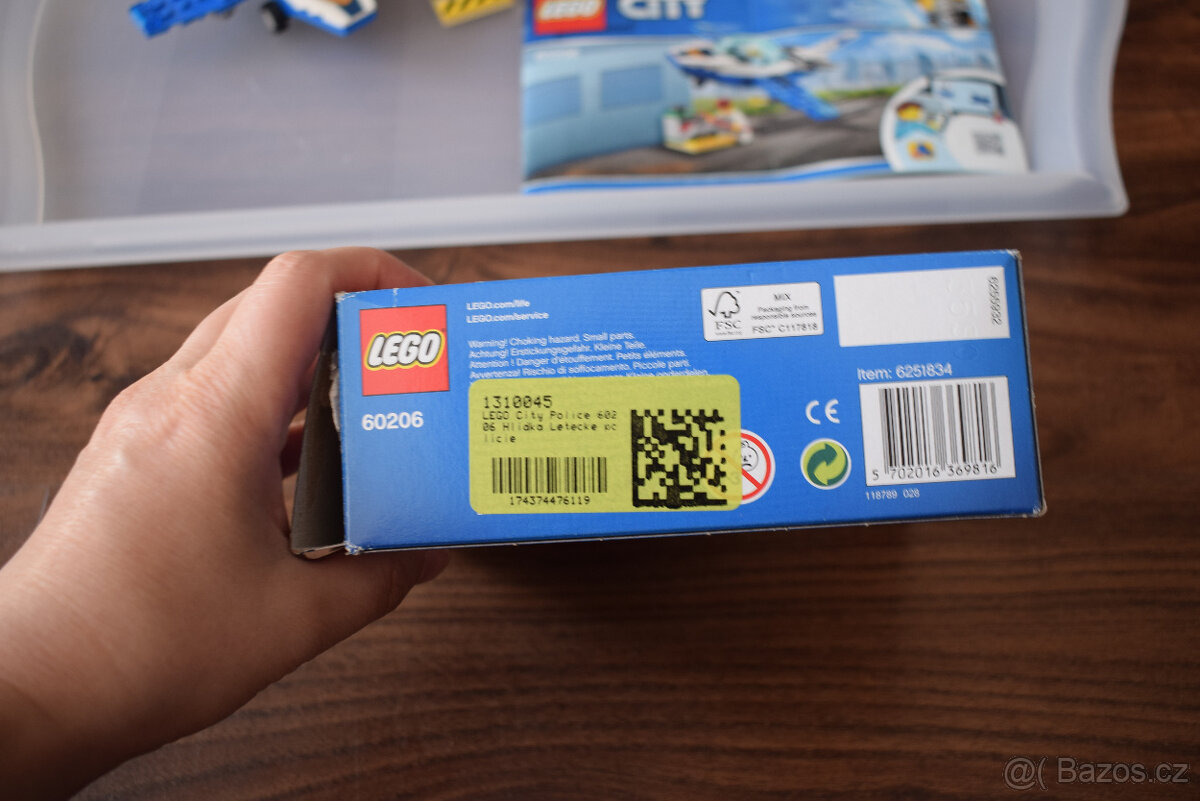 LEGO
CITY
LEGO
60206
LEGO.com/life
LEGO.com/service
Warning! Choking hazard. Small parts.
Achtung! Erstickungsgefahr. Kleine Teile.
Attention ! Danger d'étouffement. Petits éléments.
Avvertenza! Rischio di soffocamento. Piccole parti.
1310045
LEGO City Police 602
06 Hlídka Letecké po
licie
174374476119
FSC
MIX
Packaging from
responsible sources
FSC® C117818
6255932
Item: 6251834
CE
5 702016 369816
118789 028
@( Bazos.cz